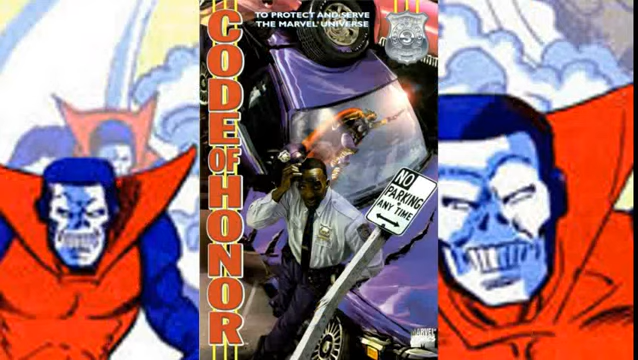 TO PROTECT AND SERVE
THE MARVEL UNIVERSE
CODE OF HONOR
NO
PARKING
ANY TIME
MARVEL